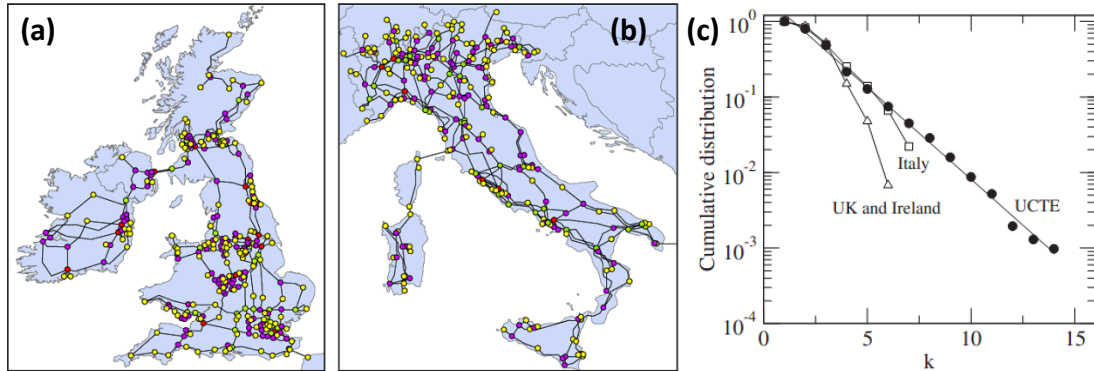 (a)
(b)
(c)
10^0
10^-1
10^-2
10^-3
10^-4
Cumulative distribution
Italy
UK and Ireland
UCTE
0
5
10
15
k